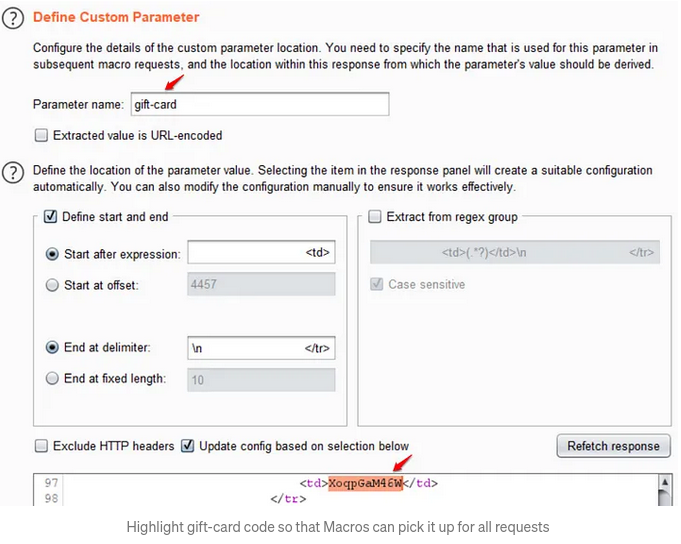 Define Custom Parameter
Configure the details of the custom parameter location. You need to specify the name that is used for this parameter in
subsequent macro requests, and the location within this response from which the parameter's value should be derived.
Parameter name: gift-card
Extracted value is URL-encoded
Define the location of the parameter value. Selecting the item in the response panel will create a suitable configuration
automatically. You can also modify the configuration manually to ensure it works effectively.
Define start and end
Start after expression: <td>
Start at offset: 4457
End at delimiter: \n </tr>
End at fixed length: 10
Extract from regex group
<td>(.*?)</td>\n </tr>
Case sensitive
Exclude HTTP headers Update config based on selection below Refetch response
97 <td>XoqpGaM46W</td>
98 </tr>
Highlight gift-card code so that Macros can pick it up for all requests